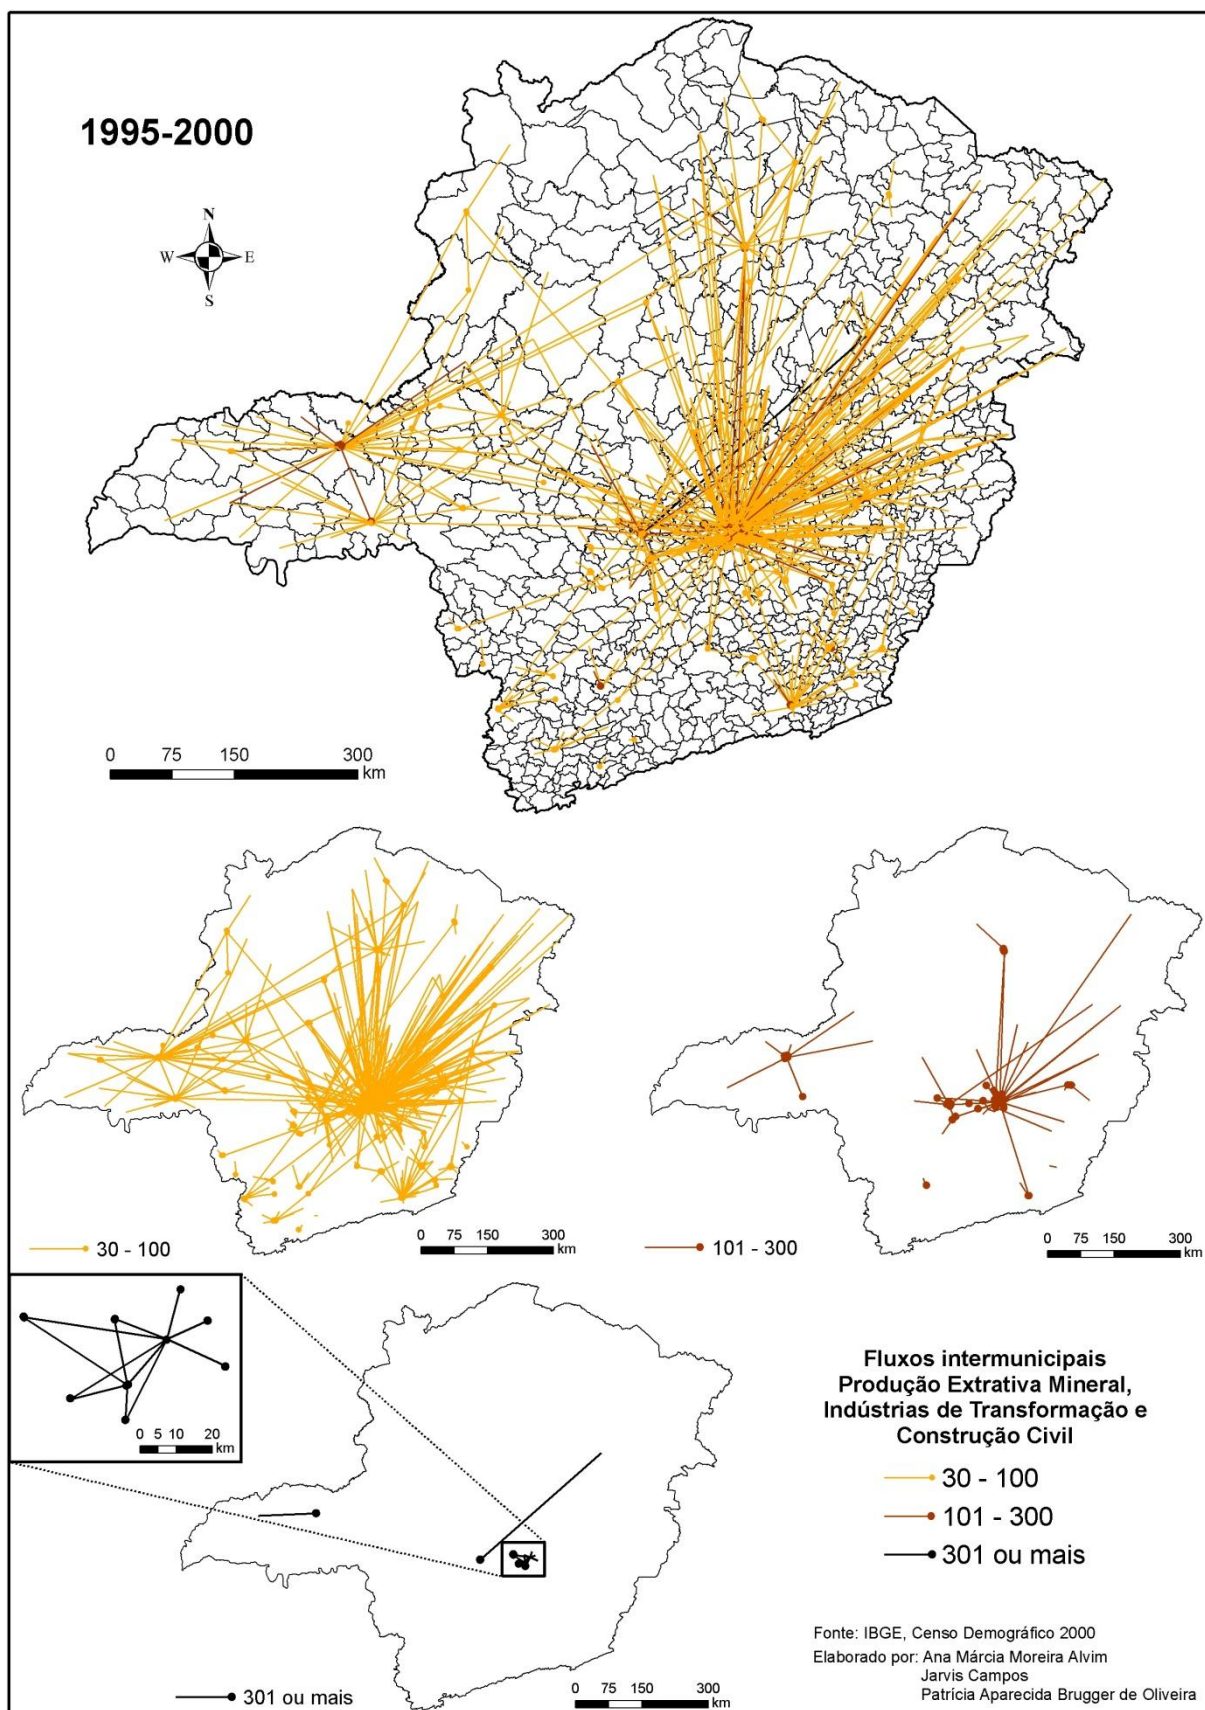 1995-2000
N
W E
S
0 75 150 300
km
30 - 100
0 75 150 300
km
101 - 300
0 75 150 300
km
0 5 10 20
km
Fluxos intermunicipais
Produção Extrativa Mineral,
Indústrias de Transformação e
Construção Civil
30 - 100
101 - 300
301 ou mais
301 ou mais
0 75 150 300
km
Fonte: IBGE, Censo Demográfico 2000
Elaborado por: Ana Márcia Moreira Alvim
Jarvis Campos
Patrícia Aparecida Brugger de Oliveira